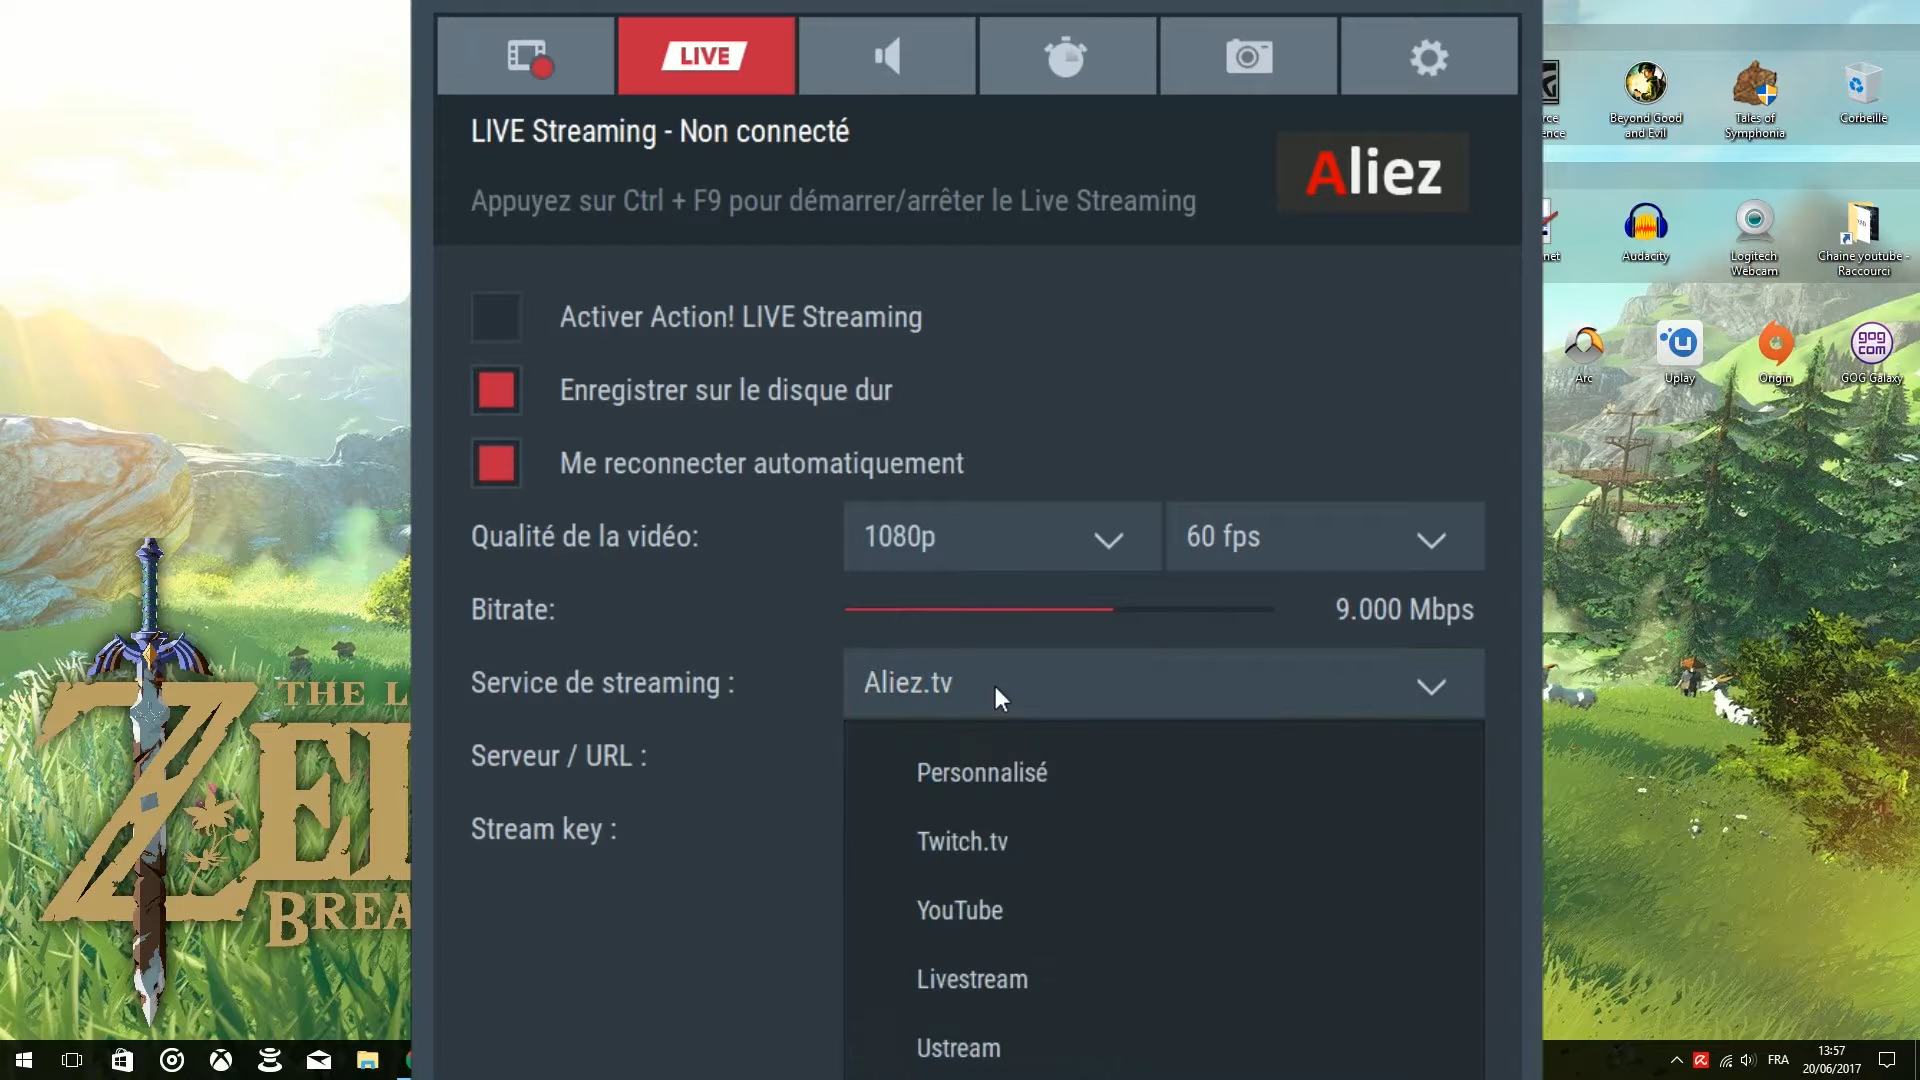 LIVE
LIVE Streaming - Non connecté
Aliez
Appuyez sur Ctrl + F9 pour démarrer/arrêter le Live Streaming
Activer Action! LIVE Streaming
Enregistrer sur le disque dur
Me reconnecter automatiquement
Qualité de la vidéo: 1080p 60 fps
Bitrate: 9.000 Mbps
Service de streaming : Aliez.tv
Serveur / URL :
Stream key :
Personnalisé
Twitch.tv
YouTube
Livestream
Ustream
Beyond Good
and Evil
Tales of
Symphonia
Corbeille
Audacity
Logitech
Webcam
Chaine youtube -
Raccourci
Arc
Uplay
Origin
gog
com
GOG Galaxy
THE L
ZEL
BREA
FRA
13:57
20/06/2017